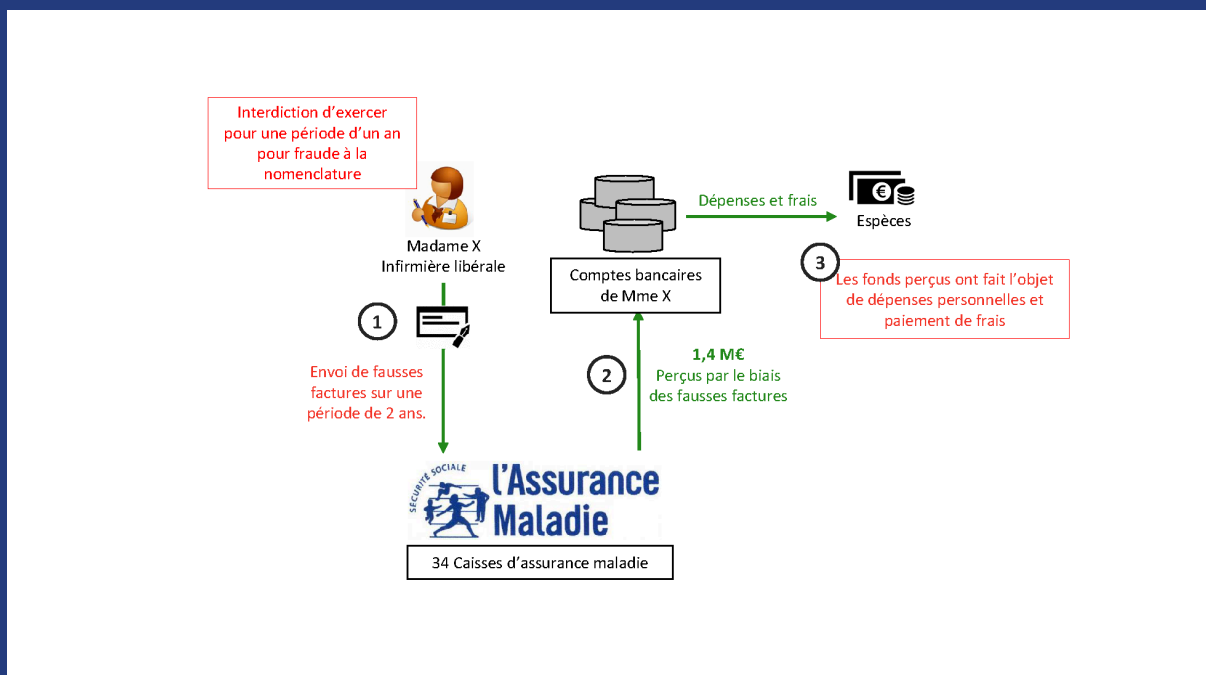 Interdiction d'exercer
pour une période d'un an
pour fraude à la
nomenclature
Madame X
Infirmière libérale
1
Envoi de fausses
factures sur une
période de 2 ans.
SÉCURITÉ SOCIALE
l'Assurance
Maladie
34 Caisses d'assurance maladie
2
1,4 M€
Perçus par le biais
des fausses factures
Comptes bancaires
de Mme X
Dépenses et frais
€
Espèces
3
Les fonds perçus ont fait l'objet
de dépenses personnelles et
paiement de frais